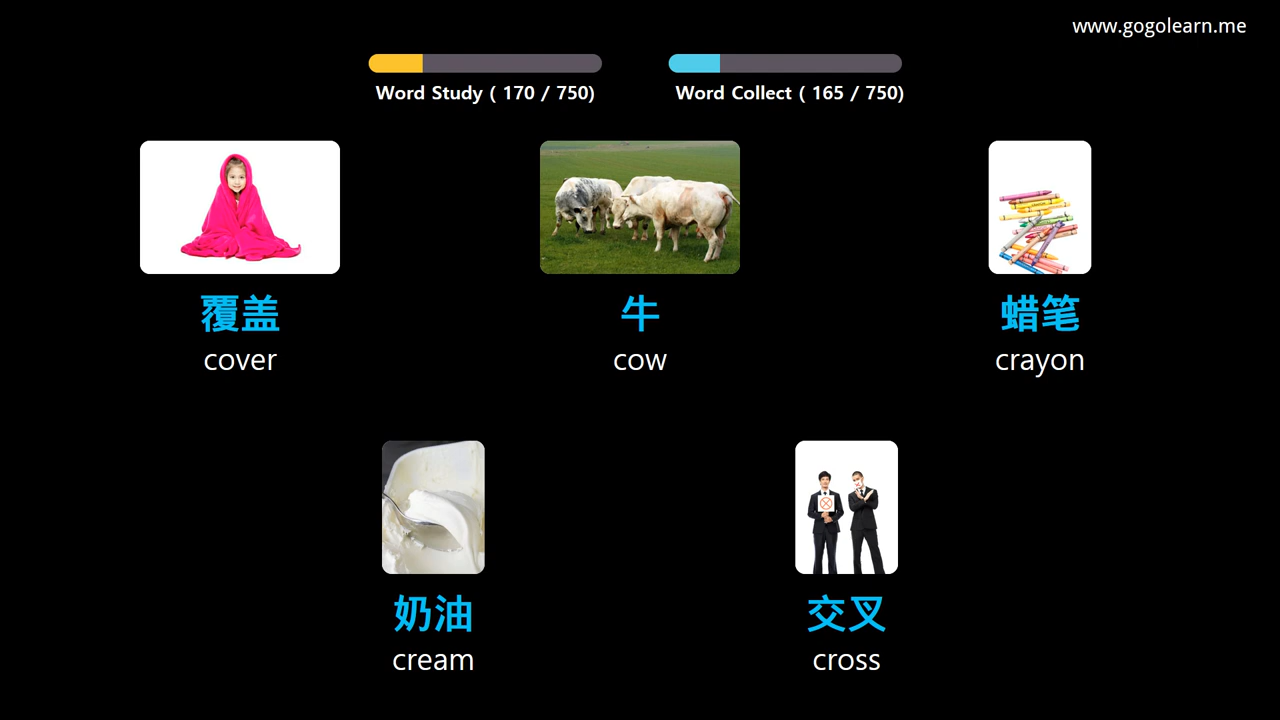 www.gogolearn.me
Word Study ( 170 / 750)
Word Collect ( 165 / 750)
覆盖
cover
牛
cow
蜡笔
crayon
奶油
cream
交叉
cross